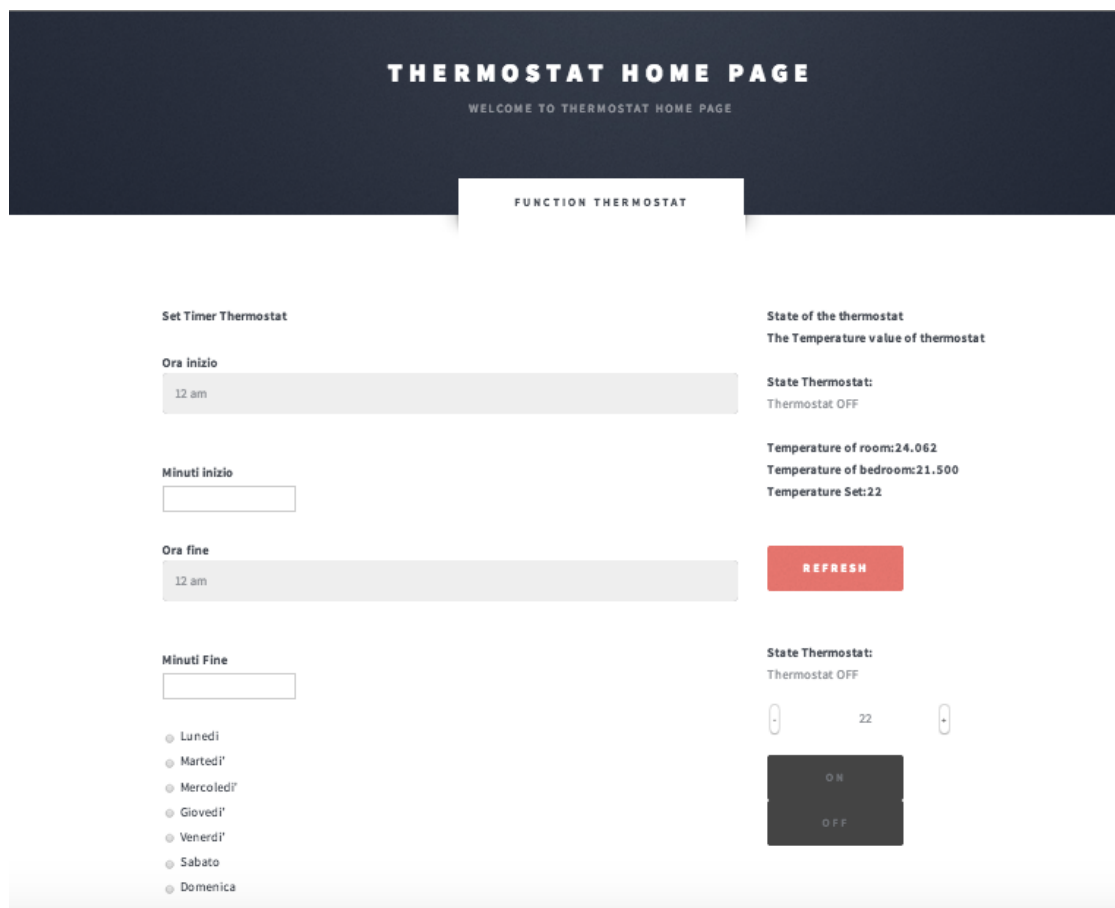 THERMOSTAT HOME PAGE
WELCOME TO THERMOSTAT HOME PAGE
FUNCTION THERMOSTAT
Set Timer Thermostat
Ora inizio
12 am
Minuti inizio
Ora fine
12 am
Minuti Fine
Lunedi
Martedi'
Mercoledi'
Giovedi'
Venerdi'
Sabato
Domenica
State of the thermostat
The Temperature value of thermostat
State Thermostat:
Thermostat OFF
Temperature of room:24.062
Temperature of bedroom:21.500
Temperature Set:22
REFRESH
State Thermostat:
Thermostat OFF
- 22 +
ON
OFF